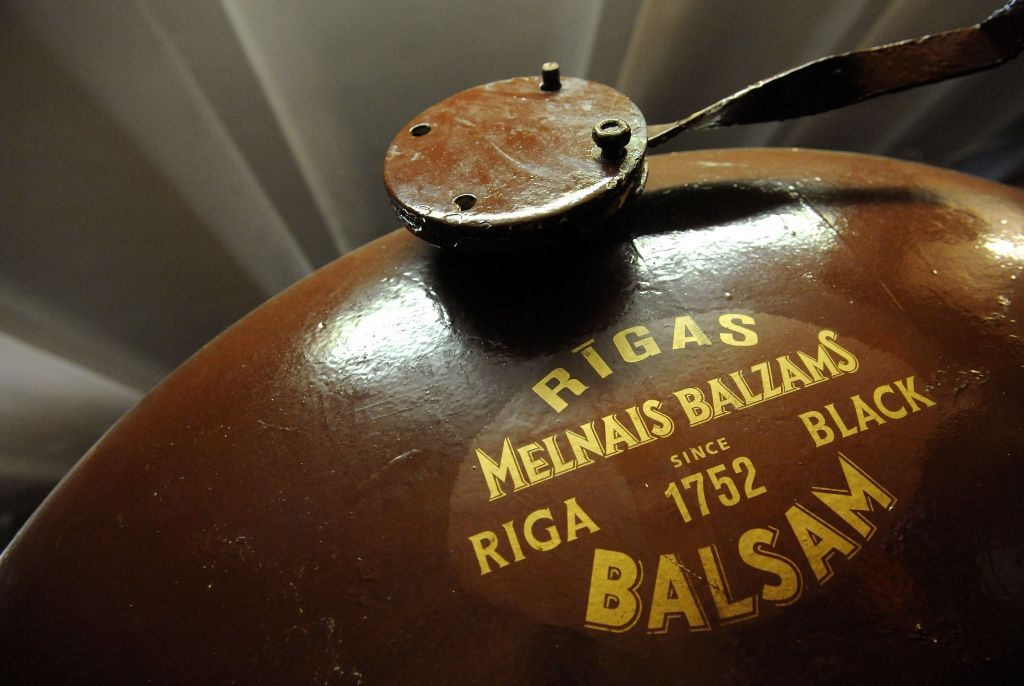 RĪGAS
MELNAIS BALZAMS
SINCE
RIGA 1752 BLACK
BALSAM